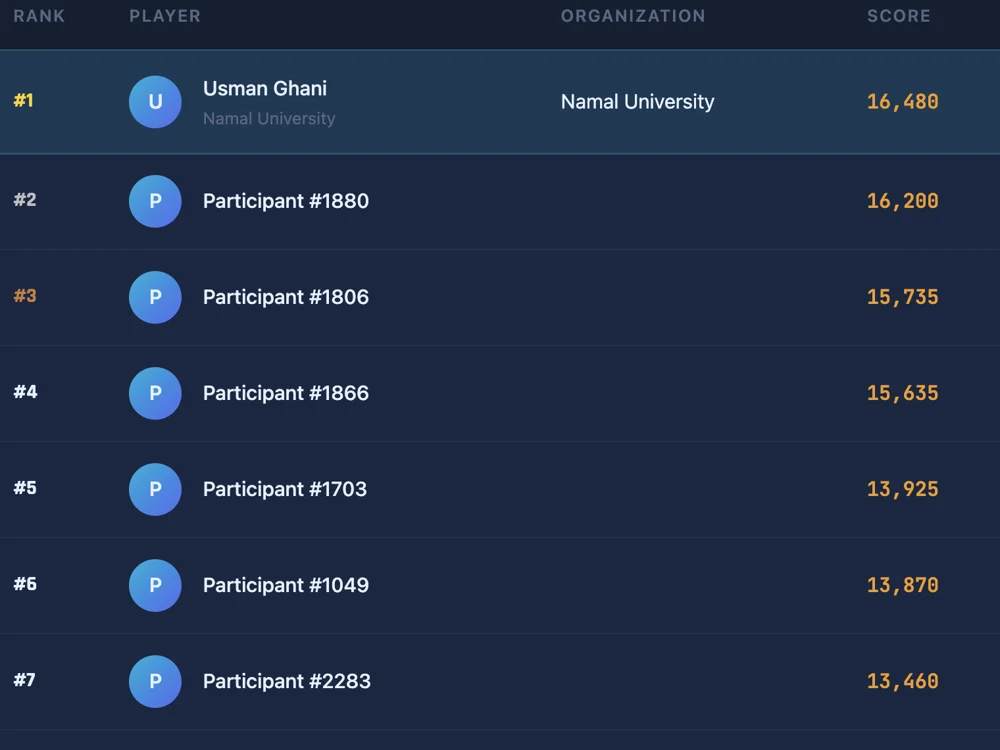 RANK PLAYER ORGANIZATION SCORE
#1 U Usman Ghani Namal University 16,480
Namal University
#2 P Participant #1880 16,200
#3 P Participant #1806 15,735
#4 P Participant #1866 15,635
#5 P Participant #1703 13,925
#6 P Participant #1049 13,870
#7 P Participant #2283 13,460